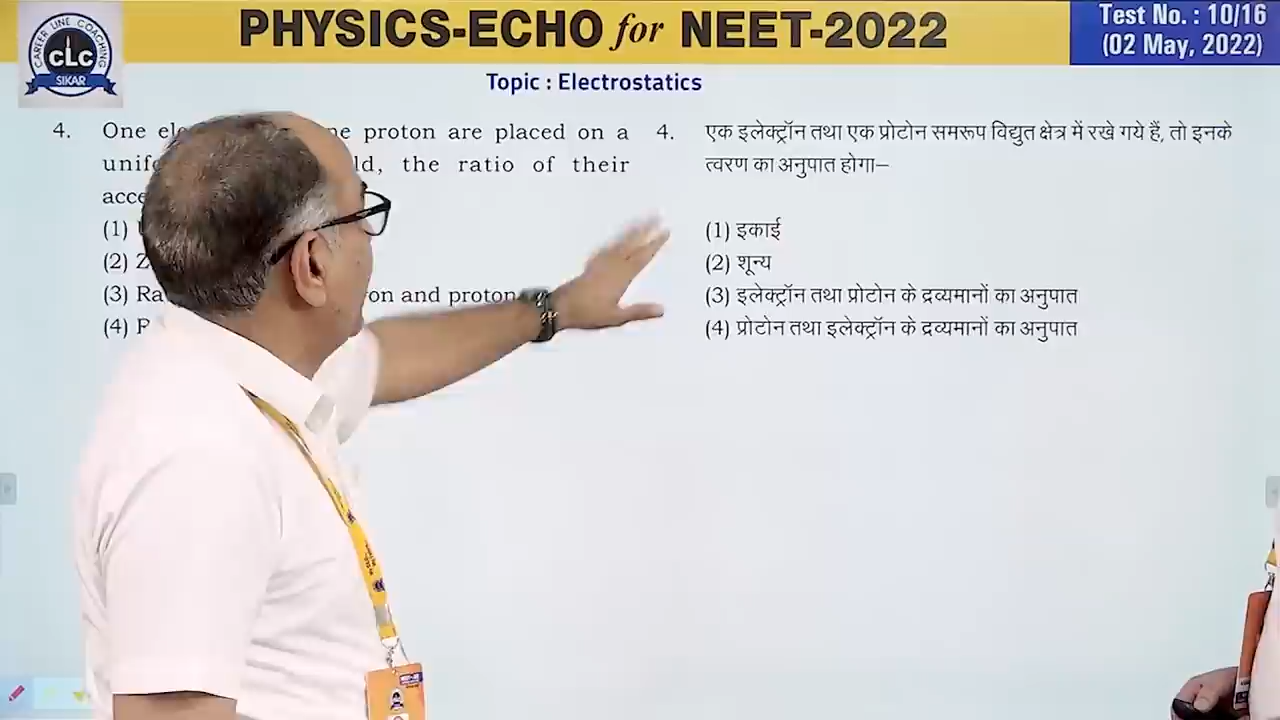 PHYSICS-ECHO for NEET-2022
Test No. : 10/16
(02 May, 2022)
CAREER LINE COACHING
CLC
SIKAR
Topic : Electrostatics
4. One proton are placed on a
the ratio of their
(1)
(2)
(3) and proton
(4)
4. एक इलेक्ट्रॉन तथा एक प्रोटोन समरूप विद्युत क्षेत्र में रखे गये हैं, तो इनके
त्वरण का अनुपात होगा–
(1) इकाई
(2) शून्य
(3) इलेक्ट्रॉन तथा प्रोटोन के द्रव्यमानों का अनुपात
(4) प्रोटोन तथा इलेक्ट्रॉन के द्रव्यमानों का अनुपात